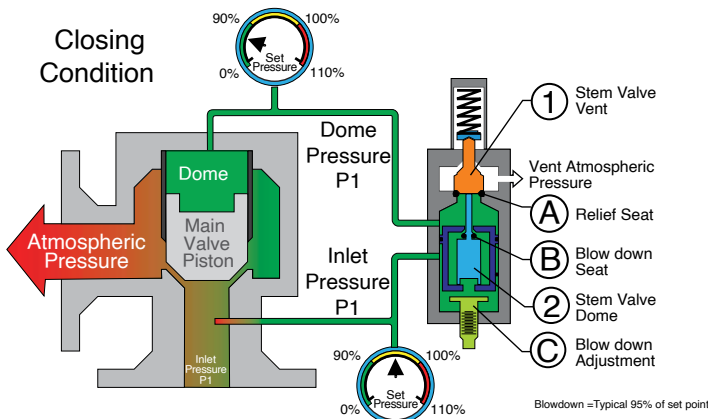 Closing
Condition
90%
100%
Set
Pressure
0%
110%
Dome
Pressure
P1
Dome
Main
Valve
Piston
Atmospheric
Pressure
Inlet
Pressure
P1
Inlet
Pressure
P1
90%
100%
Set
Pressure
0%
110%
1
Stem Valve
Vent
Vent Atmospheric
Pressure
A
Relief Seat
B
Blow down
Seat
2
Stem Valve
Dome
C
Blow down
Adjustment
Blowdown =Typical 95% of set point